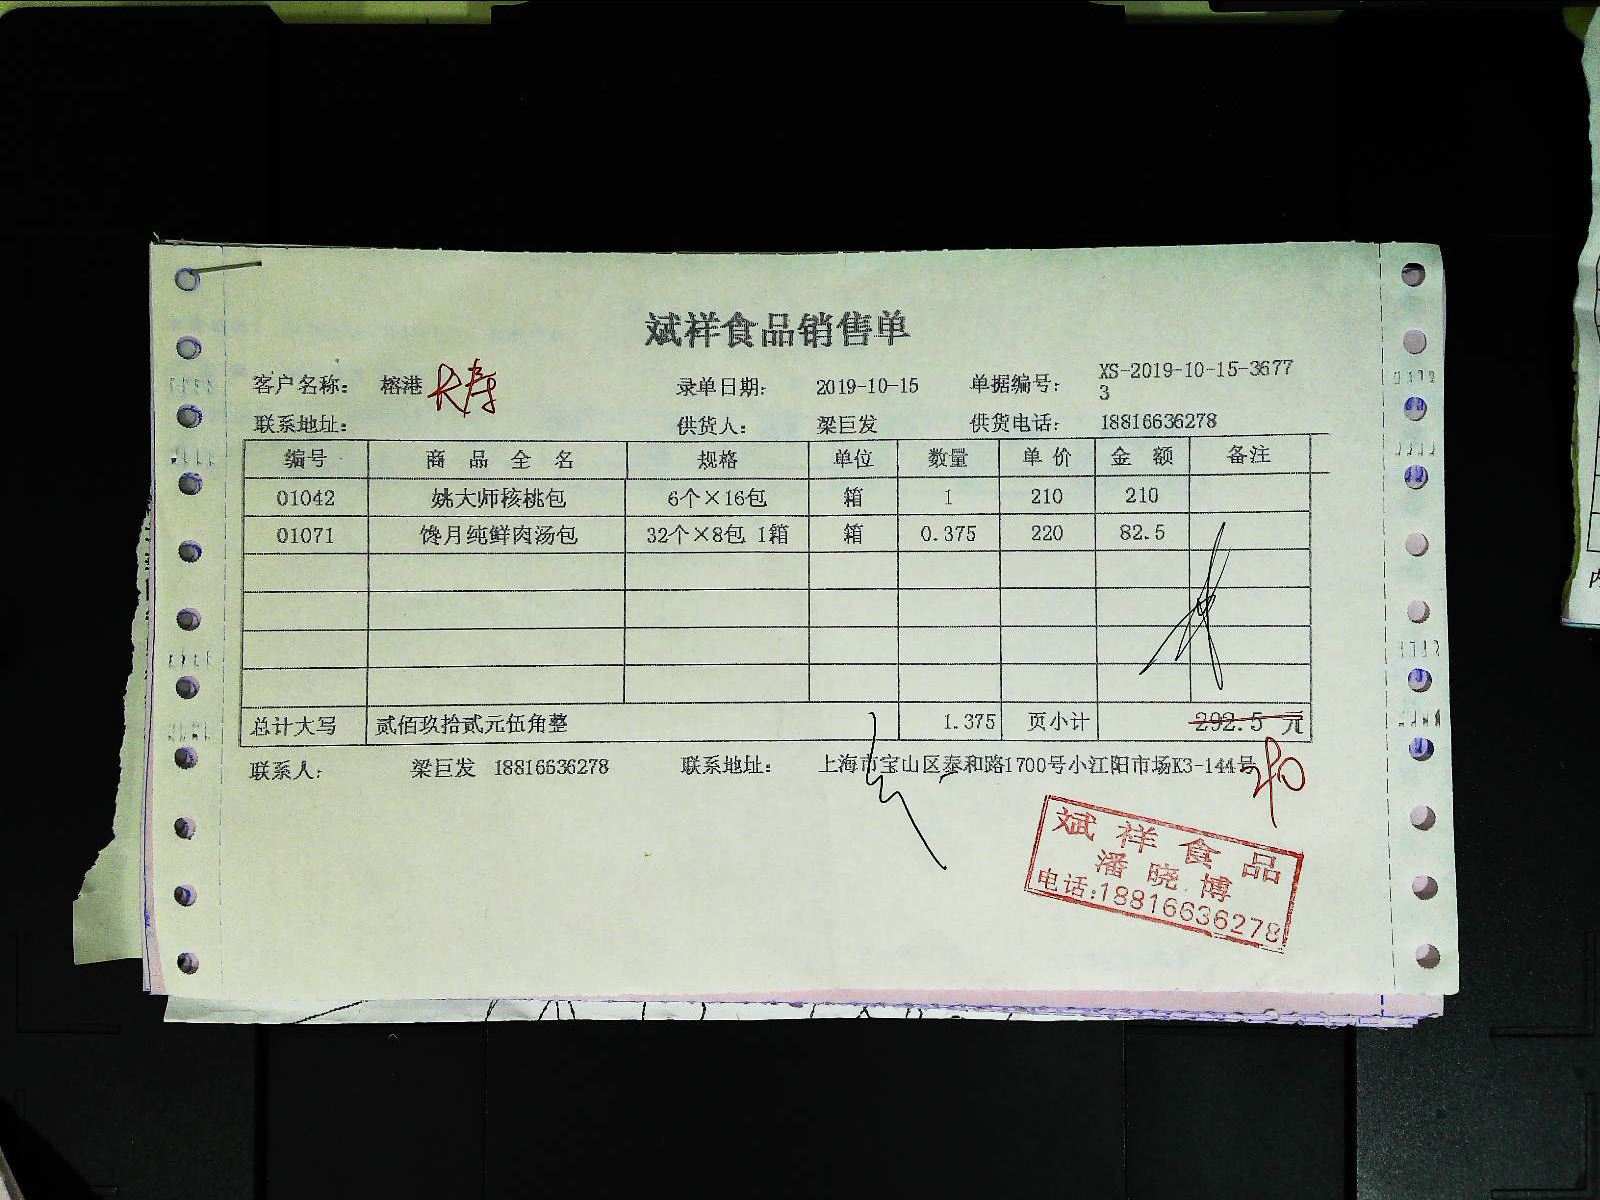 斌祥食品销售单
客户名称： 榕港 长寿 录单日期： 2019-10-15 单据编号： XS-2019-10-15-3677
3
联系地址： 供货人： 梁巨发 供货电话： 18816636278
编号 商 品 全 名 规格 单位 数量 单 价 金 额 备注
01042 姚大师核桃包 6个×16包 箱 1 210 210
01071 馋月纯鲜肉汤包 32个×8包 1箱 箱 0.375 220 82.5
总计大写 贰佰玖拾贰元伍角整 1.375 页小计 292.5 元
联系人： 梁巨发 18816636278 联系地址： 上海市宝山区泰和路1700号小江阳市场K3-144号
斌祥食品
潘晓博
电话:18816636278